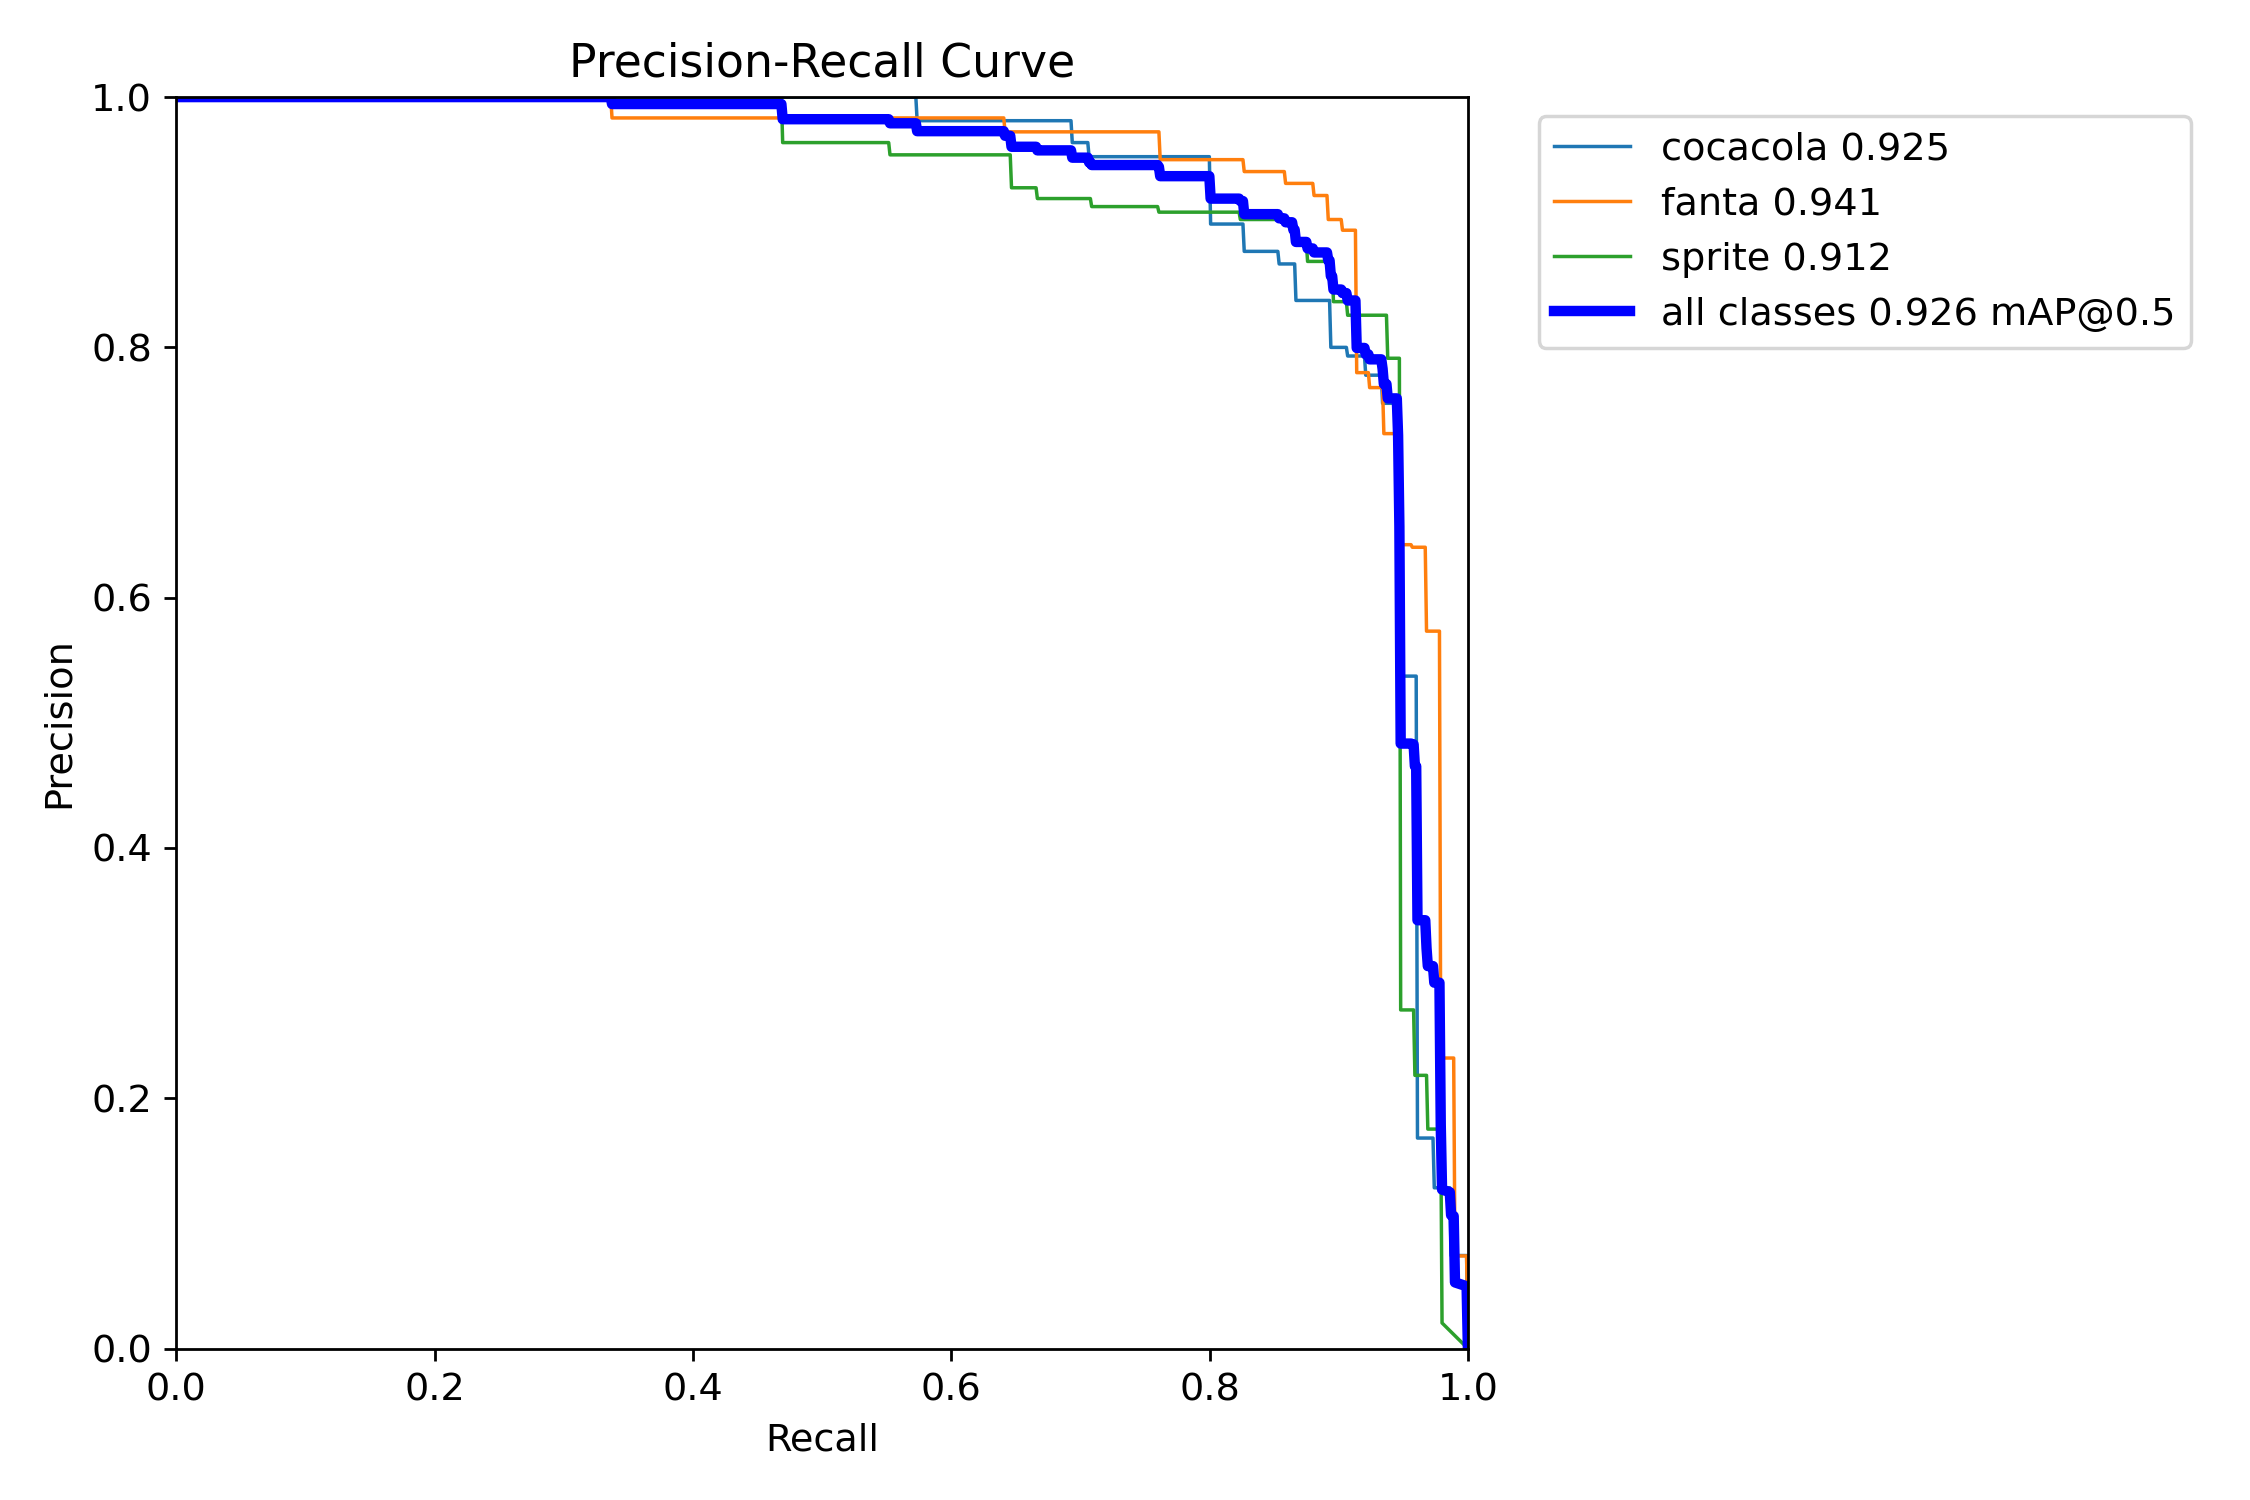 Precision-Recall Curve
1.0
0.8
0.6
0.4
0.2
0.0
Precision
0.0 0.2 0.4 0.6 0.8 1.0
Recall
cocacola 0.925
fanta 0.941
sprite 0.912
all classes 0.926 mAP@0.5